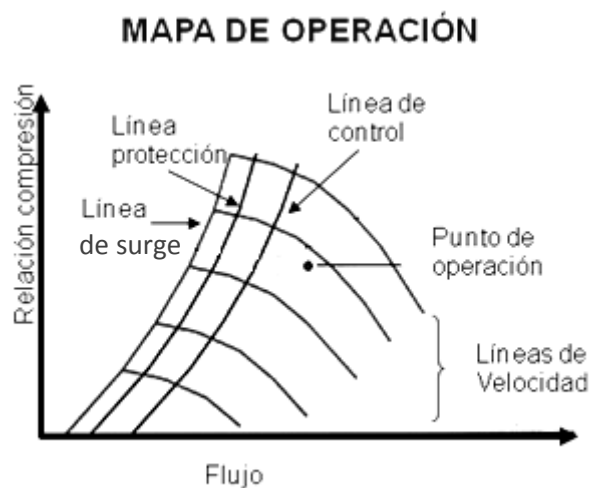 MAPA DE OPERACIÓN
Relación compresión
Línea
protección
Línea de
control
Línea
de surge
Punto de
operación
Líneas de
Velocidad
Flujo